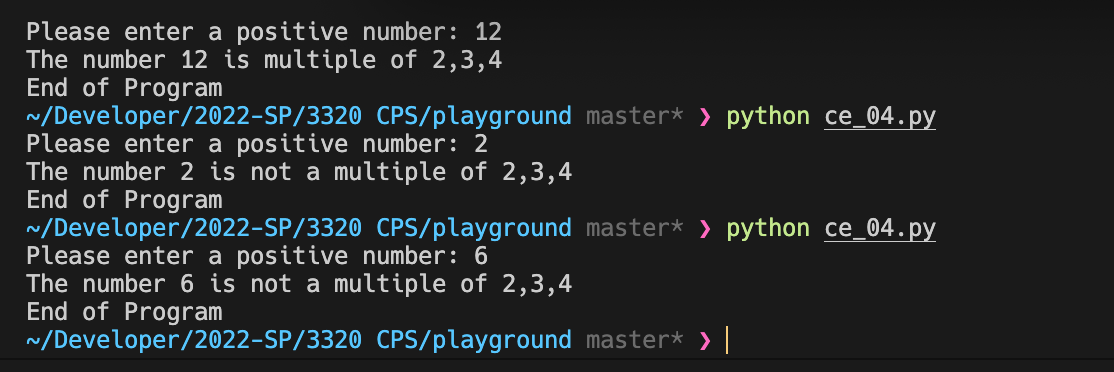 Please enter a positive number: 12
The number 12 is multiple of 2,3,4
End of Program
~/Developer/2022-SP/3320 CPS/playground master* ❯ python ce_04.py
Please enter a positive number: 2
The number 2 is not a multiple of 2,3,4
End of Program
~/Developer/2022-SP/3320 CPS/playground master* ❯ python ce_04.py
Please enter a positive number: 6
The number 6 is not a multiple of 2,3,4
End of Program
~/Developer/2022-SP/3320 CPS/playground master* ❯